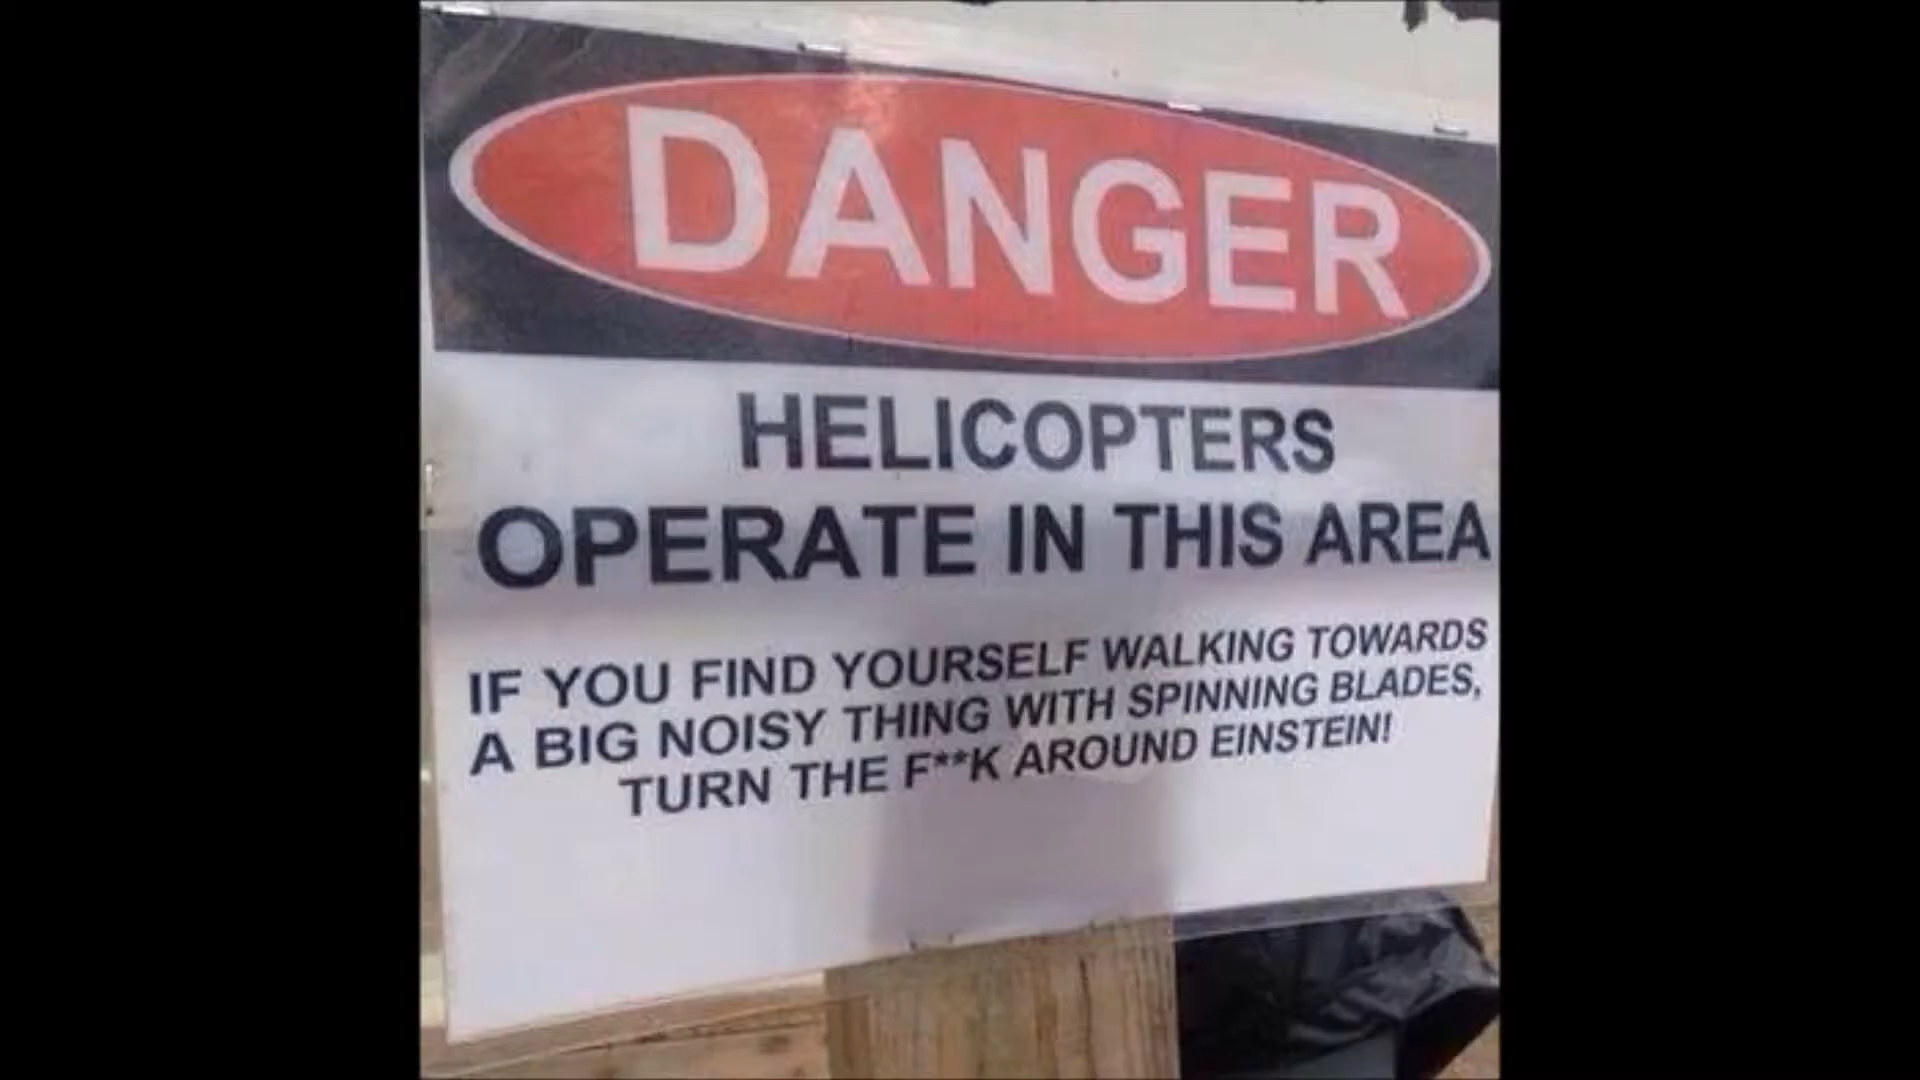 DANGER
HELICOPTERS
OPERATE IN THIS AREA
IF YOU FIND YOURSELF WALKING TOWARDS
A BIG NOISY THING WITH SPINNING BLADES,
TURN THE F**K AROUND EINSTEIN!